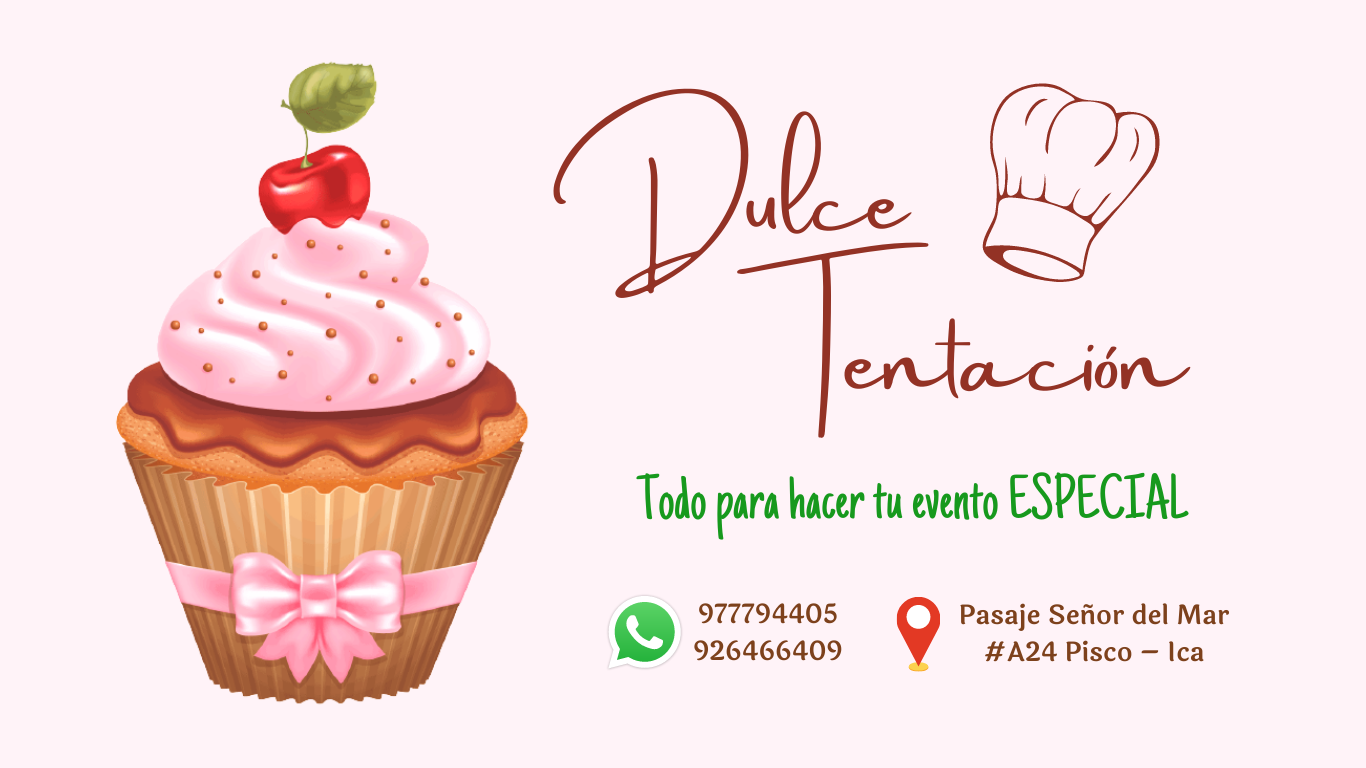 Dulce
Tentación
Todo para hacer tu evento ESPECIAL
977794405
926466409
Pasaje Señor del Mar
#A24 Pisco – Ica